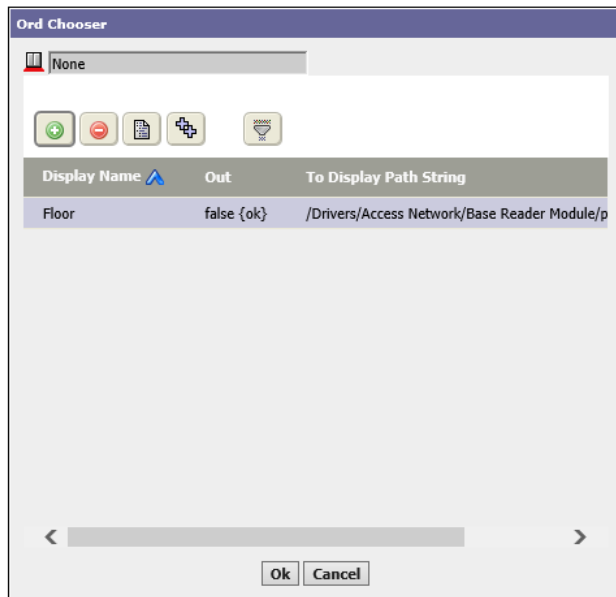 Ord Chooser
None
Display Name Out To Display Path String
Floor false {ok} /Drivers/Access Network/Base Reader Module/p
Ok Cancel